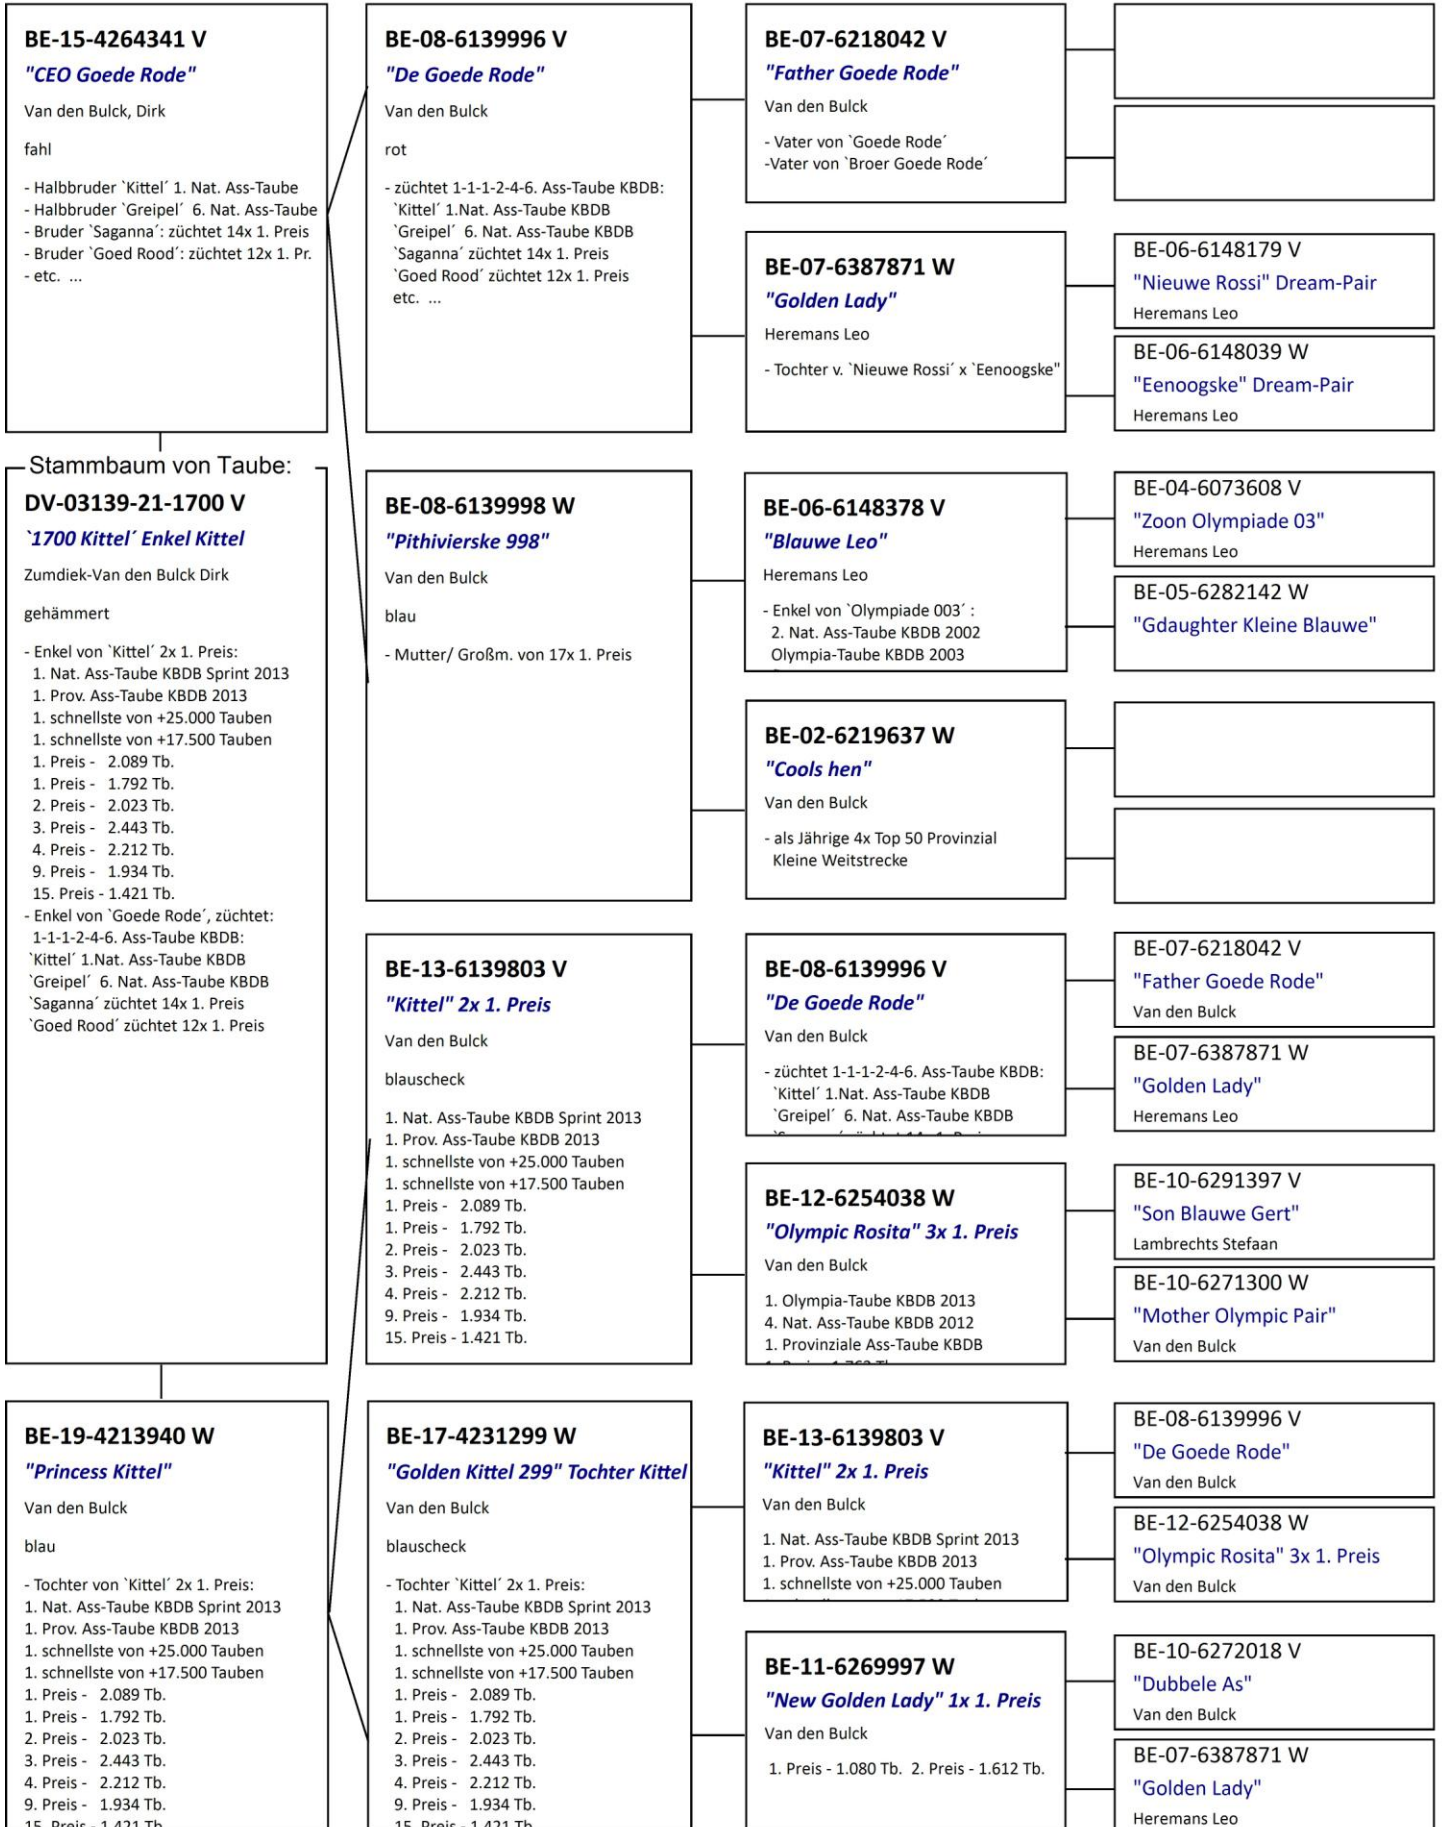 BE-15-4264341 V
"CEO Goede Rode"
Van den Bulck, Dirk
fahl
- Halbbruder `Kittel´ 1. Nat. Ass-Taube
- Halbbruder `Greipel´ 6. Nat. Ass-Taube
- Bruder `Saganna´: züchtet 14x 1. Preis
- Bruder `Goed Rood´: züchtet 12x 1. Pr.
- etc. ...
Stammbaum von Taube:
DV-03139-21-1700 V
`1700 Kittel´ Enkel Kittel
Zumdiek-Van den Bulck Dirk
gehämmert
- Enkel von `Kittel´ 2x 1. Preis:
1. Nat. Ass-Taube KBDB Sprint 2013
1. Prov. Ass-Taube KBDB 2013
1. schnellste von +25.000 Tauben
1. schnellste von +17.500 Tauben
1. Preis - 2.089 Tb.
1. Preis - 1.792 Tb.
2. Preis - 2.023 Tb.
3. Preis - 2.443 Tb.
4. Preis - 2.212 Tb.
9. Preis - 1.934 Tb.
15. Preis - 1.421 Tb.
- Enkel von `Goede Rode´, züchtet:
1-1-1-2-4-6. Ass-Taube KBDB:
`Kittel´ 1.Nat. Ass-Taube KBDB
`Greipel´ 6. Nat. Ass-Taube KBDB
`Saganna´ züchtet 14x 1. Preis
`Goed Rood´ züchtet 12x 1. Preis
BE-19-4213940 W
"Princess Kittel"
Van den Bulck
blau
- Tochter von `Kittel´ 2x 1. Preis:
1. Nat. Ass-Taube KBDB Sprint 2013
1. Prov. Ass-Taube KBDB 2013
1. schnellste von +25.000 Tauben
1. schnellste von +17.500 Tauben
1. Preis - 2.089 Tb.
1. Preis - 1.792 Tb.
2. Preis - 2.023 Tb.
3. Preis - 2.443 Tb.
4. Preis - 2.212 Tb.
9. Preis - 1.934 Tb.
15. Preis - 1.421 Tb.
BE-08-6139996 V
"De Goede Rode"
Van den Bulck
rot
- züchtet 1-1-1-2-4-6. Ass-Taube KBDB:
`Kittel´ 1.Nat. Ass-Taube KBDB
`Greipel´ 6. Nat. Ass-Taube KBDB
`Saganna´ züchtet 14x 1. Preis
`Goed Rood´ züchtet 12x 1. Preis
etc. ...
BE-08-6139998 W
"Pithivierske 998"
Van den Bulck
blau
- Mutter/ Großm. von 17x 1. Preis
BE-13-6139803 V
"Kittel" 2x 1. Preis
Van den Bulck
blauscheck
1. Nat. Ass-Taube KBDB Sprint 2013
1. Prov. Ass-Taube KBDB 2013
1. schnellste von +25.000 Tauben
1. schnellste von +17.500 Tauben
1. Preis - 2.089 Tb.
1. Preis - 1.792 Tb.
2. Preis - 2.023 Tb.
3. Preis - 2.443 Tb.
4. Preis - 2.212 Tb.
9. Preis - 1.934 Tb.
15. Preis - 1.421 Tb.
BE-17-4231299 W
"Golden Kittel 299" Tochter Kittel
Van den Bulck
blauscheck
- Tochter `Kittel´ 2x 1. Preis:
1. Nat. Ass-Taube KBDB Sprint 2013
1. Prov. Ass-Taube KBDB 2013
1. schnellste von +25.000 Tauben
1. schnellste von +17.500 Tauben
1. Preis - 2.089 Tb.
1. Preis - 1.792 Tb.
2. Preis - 2.023 Tb.
3. Preis - 2.443 Tb.
4. Preis - 2.212 Tb.
9. Preis - 1.934 Tb.
15. Preis - 1.421 Tb.
BE-07-6218042 V
"Father Goede Rode"
Van den Bulck
- Vater von `Goede Rode´
-Vater von `Broer Goede Rode´
BE-07-6387871 W
"Golden Lady"
Heremans Leo
- Tochter v. `Nieuwe Rossi´ x `Eenoogske"
BE-06-6148378 V
"Blauwe Leo"
Heremans Leo
- Enkel von `Olympiade 003´ :
2. Nat. Ass-Taube KBDB 2002
Olympia-Taube KBDB 2003
BE-02-6219637 W
"Cools hen"
Van den Bulck
- als Jährige 4x Top 50 Provinzial
Kleine Weitstrecke
BE-08-6139996 V
"De Goede Rode"
Van den Bulck
- züchtet 1-1-1-2-4-6. Ass-Taube KBDB:
`Kittel´ 1.Nat. Ass-Taube KBDB
`Greipel´ 6. Nat. Ass-Taube KBDB
BE-12-6254038 W
"Olympic Rosita" 3x 1. Preis
Van den Bulck
1. Olympia-Taube KBDB 2013
4. Nat. Ass-Taube KBDB 2012
1. Provinziale Ass-Taube KBDB
BE-13-6139803 V
"Kittel" 2x 1. Preis
Van den Bulck
1. Nat. Ass-Taube KBDB Sprint 2013
1. Prov. Ass-Taube KBDB 2013
1. schnellste von +25.000 Tauben
BE-11-6269997 W
"New Golden Lady" 1x 1. Preis
Van den Bulck
1. Preis - 1.080 Tb. 2. Preis - 1.612 Tb.
BE-06-6148179 V
"Nieuwe Rossi" Dream-Pair
Heremans Leo
BE-06-6148039 W
"Eenoogske" Dream-Pair
Heremans Leo
BE-04-6073608 V
"Zoon Olympiade 03"
Heremans Leo
BE-05-6282142 W
"Gdaughter Kleine Blauwe"
BE-07-6218042 V
"Father Goede Rode"
Van den Bulck
BE-07-6387871 W
"Golden Lady"
Heremans Leo
BE-10-6291397 V
"Son Blauwe Gert"
Lambrechts Stefaan
BE-10-6271300 W
"Mother Olympic Pair"
Van den Bulck
BE-08-6139996 V
"De Goede Rode"
Van den Bulck
BE-12-6254038 W
"Olympic Rosita" 3x 1. Preis
Van den Bulck
BE-10-6272018 V
"Dubbele As"
Van den Bulck
BE-07-6387871 W
"Golden Lady"
Heremans Leo